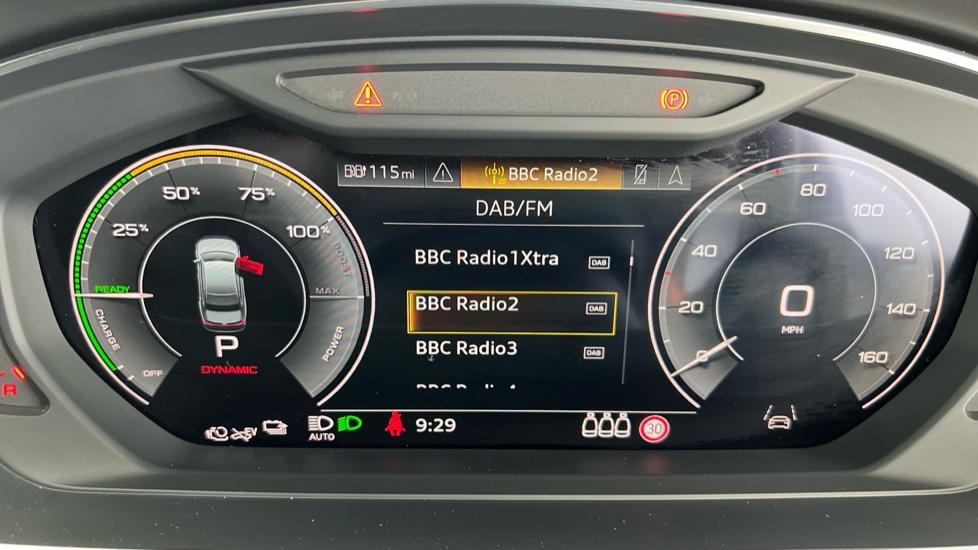 P
115 mi BBC Radio2
DAB/FM
BBC Radio1Xtra DAB
BBC Radio2 DAB
BBC Radio3 DAB
OFF CHARGE READY 25% 50% 75% 100% BOOST MAX POWER
P
DYNAMIC
0 20 40 60 80 100 120 140 160
0
MPH
R
EV AUTO 9:29 30